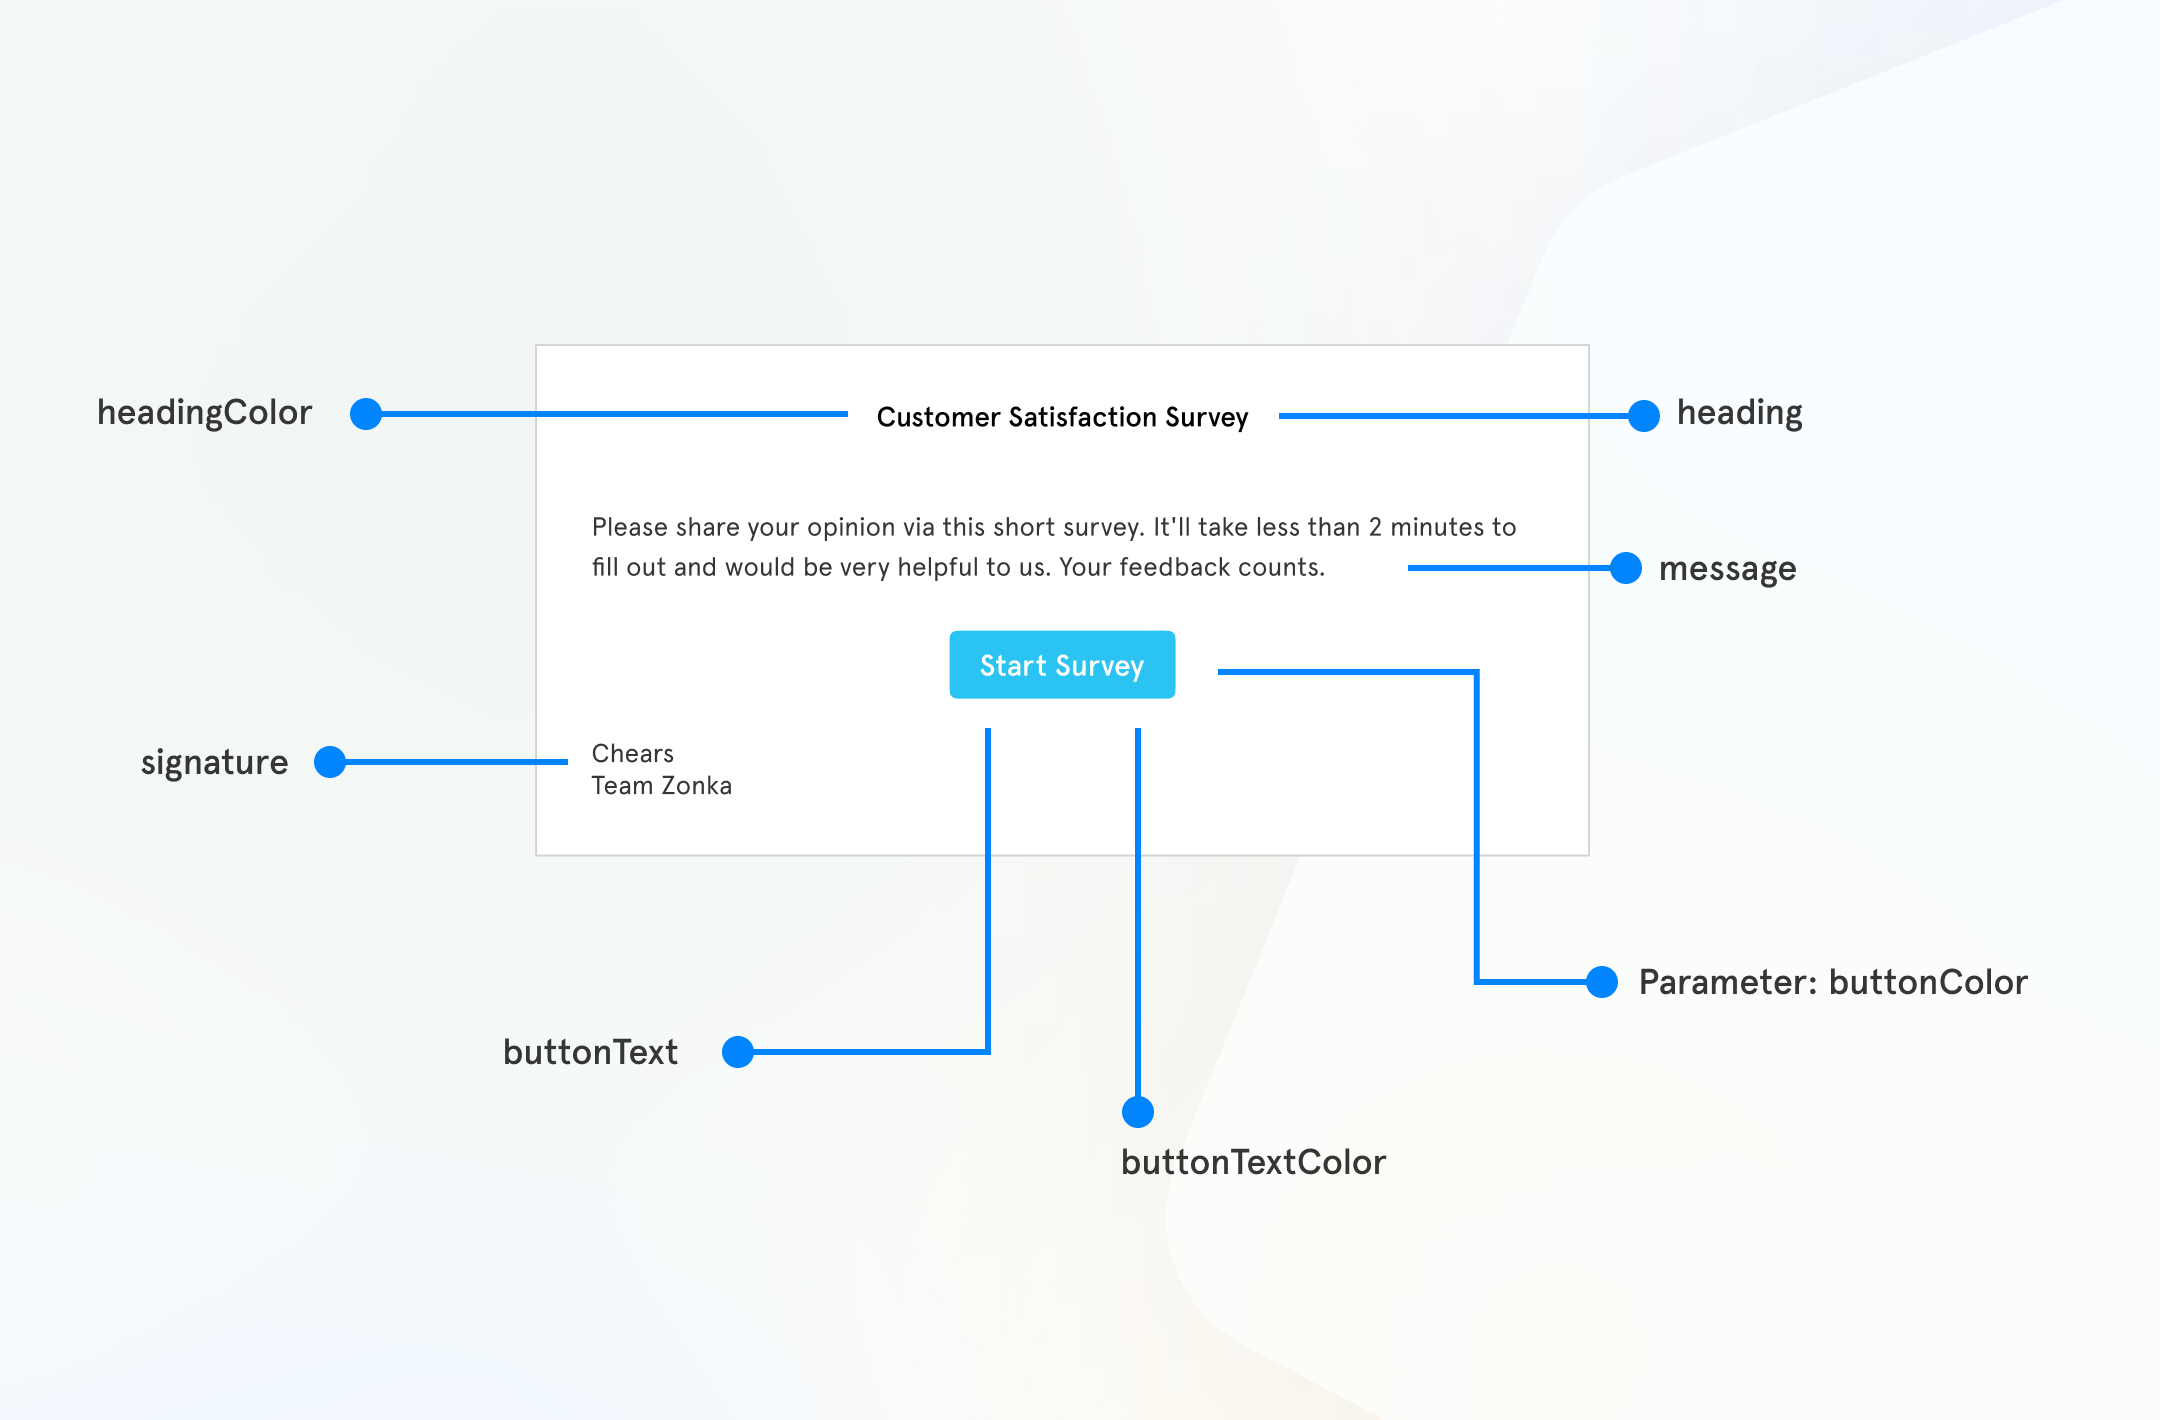 headingColor
Customer Satisfaction Survey
heading
Please share your opinion via this short survey. It'll take less than 2 minutes to
fill out and would be very helpful to us. Your feedback counts.
message
Start Survey
signature
Chears
Team Zonka
Parameter: buttonColor
buttonText
buttonTextColor